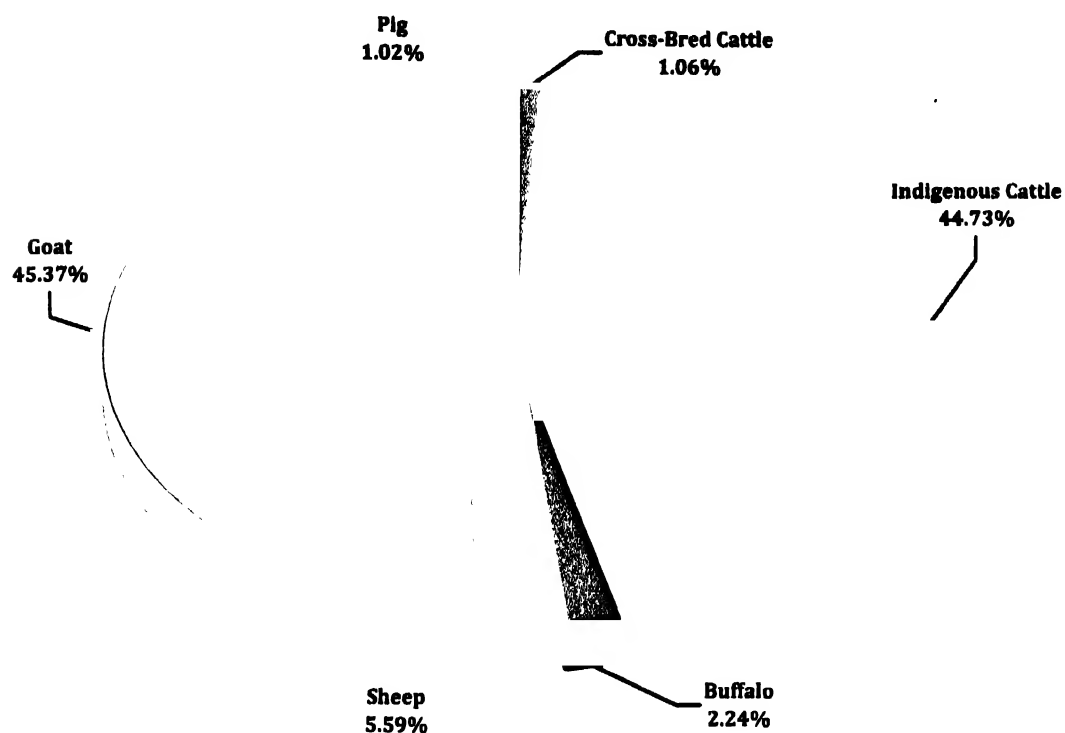 Pig
1.02%
Cross-Bred Cattle
1.06%
Indigenous Cattle
44.73%
Goat
45.37%
Sheep
5.59%
Buffalo
2.24%